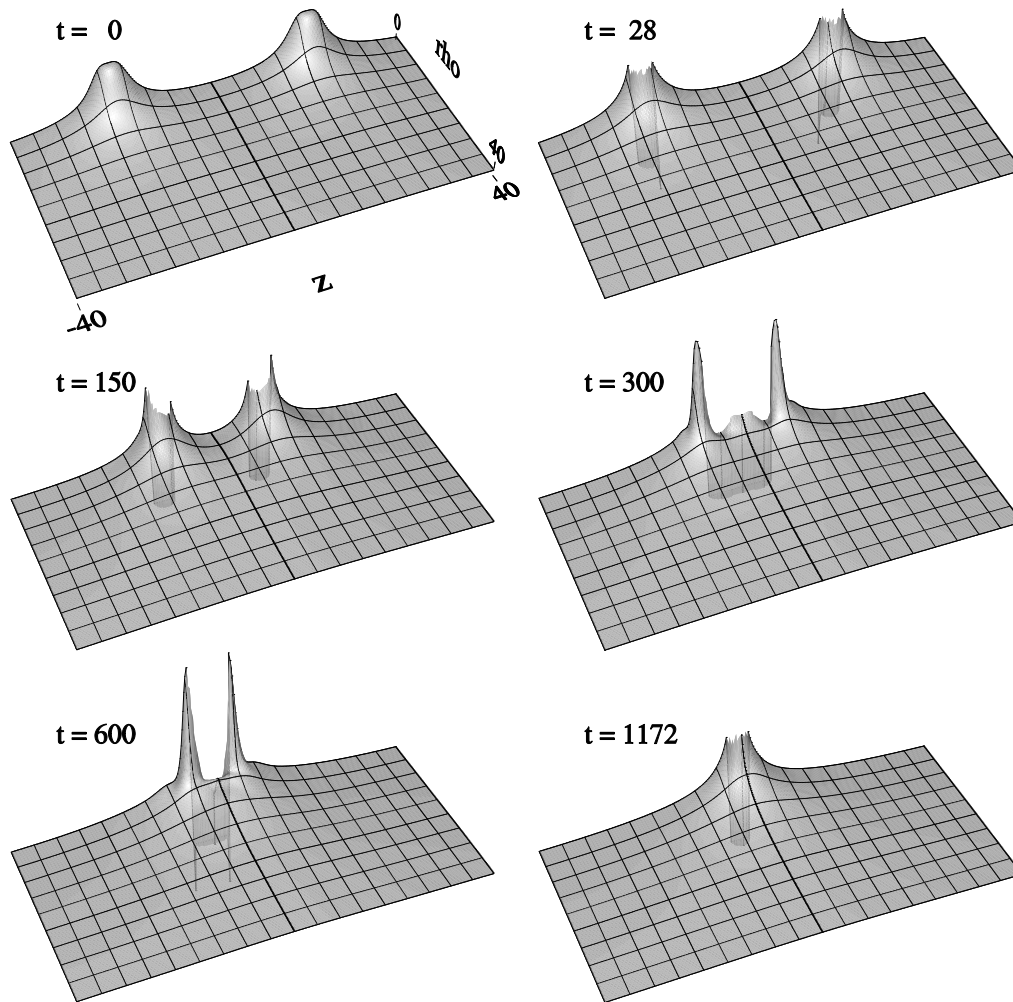 t = 0
0
rho
t = 28
40
40
z
-40
t = 150
t = 300
t = 600
t = 1172